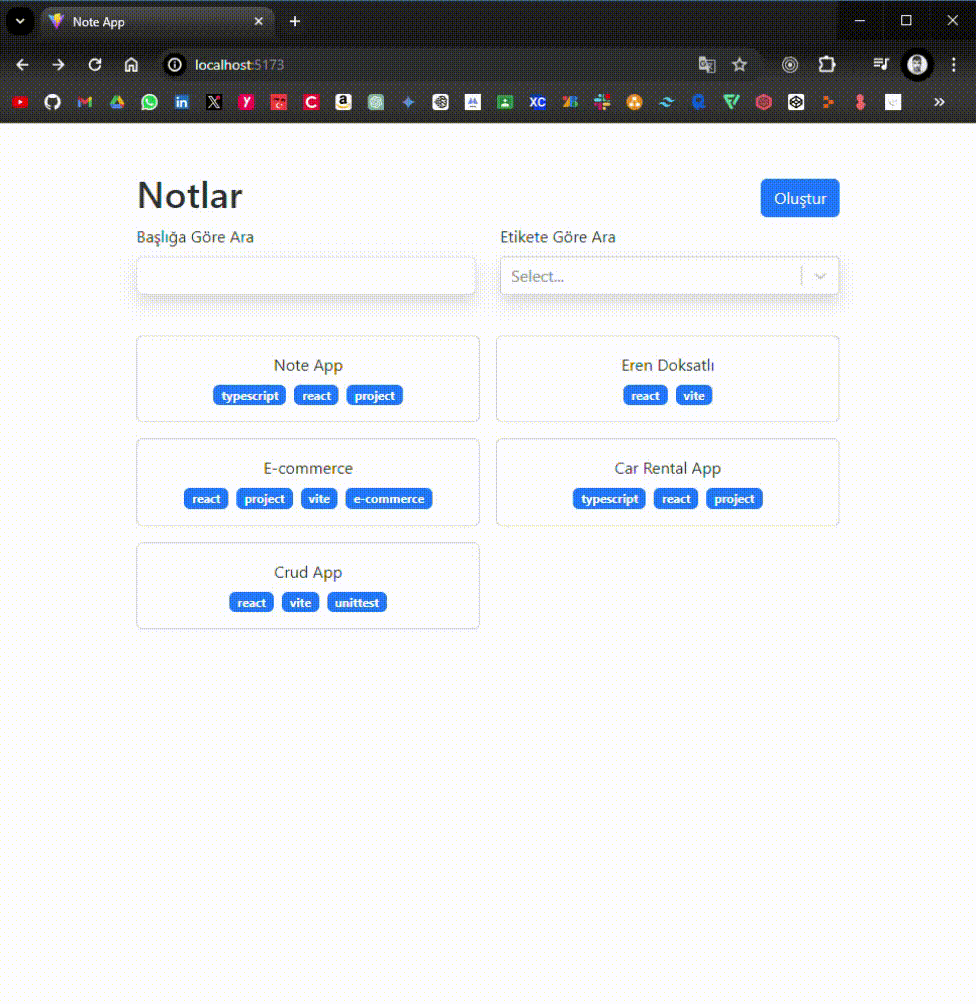 Note App
localhost:5173
Notlar
Oluştur
Başlığa Göre Ara
Etikete Göre Ara
Select...
Note App
typescript react project
Eren Doksatlı
react vite
E-commerce
react project vite e-commerce
Car Rental App
typescript react project
Crud App
react vite unittest